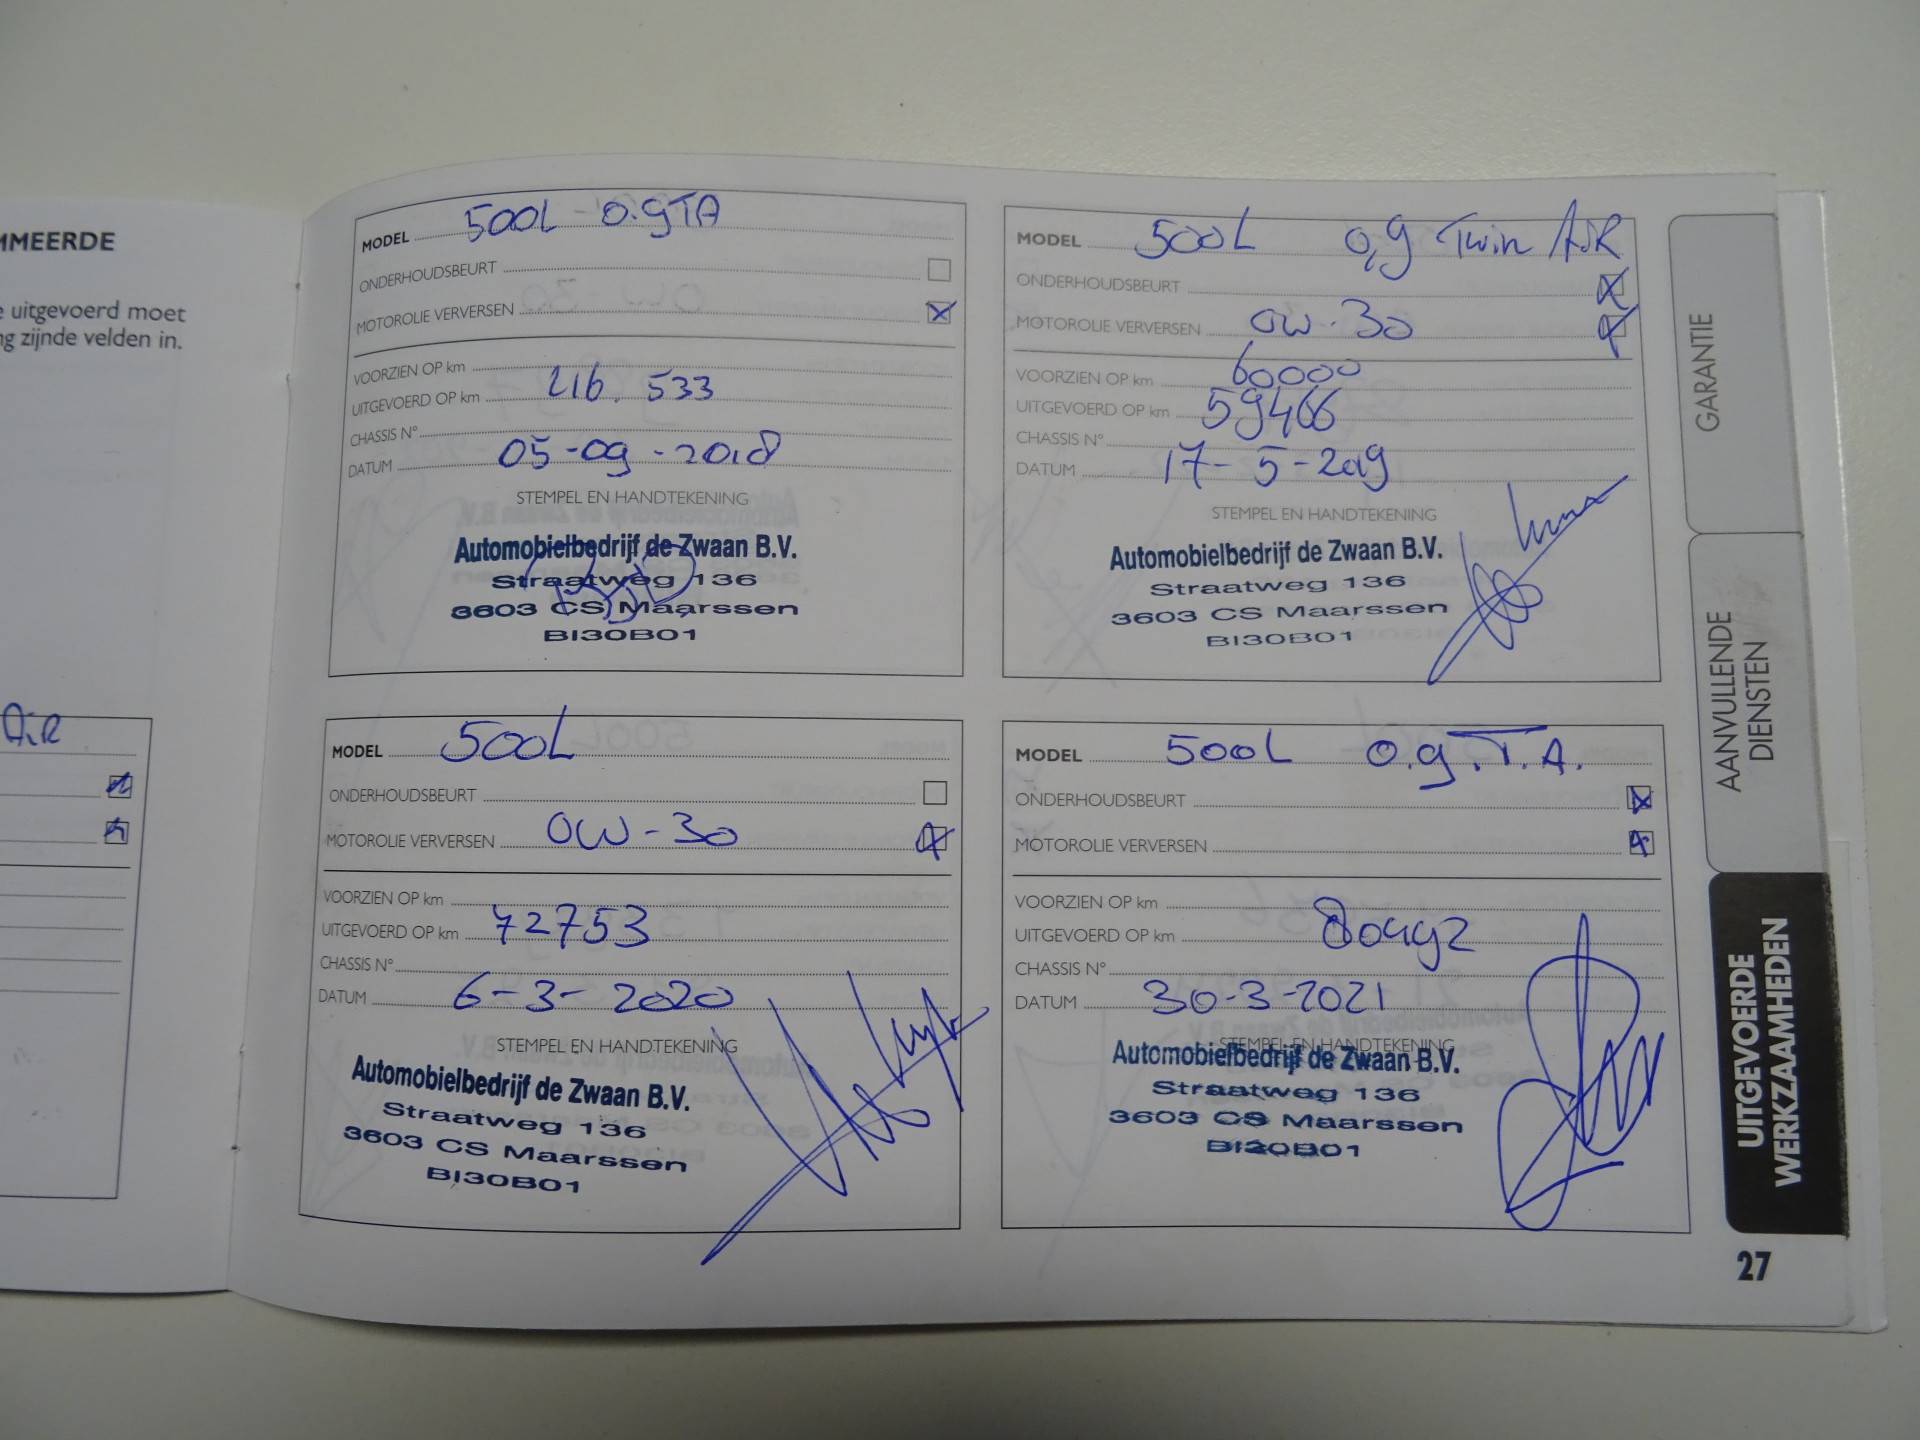 MMEERDE
e uitgevoerd moet
ng zijnde velden in.
AiR
MODEL 500L 0.9TA
ONDERHOUDSBEURT
MOTOROLIE VERVERSEN
VOORZIEN OP km
UITGEVOERD OP km 216.533
CHASSIS N°
DATUM 05-09-2018
STEMPEL EN HANDTEKENING
Automobielbedrijf de Zwaan B.V.
Straatweg 136
3603 CS Maarssen
BI30B01
MODEL 500L 0,9 Twin AiR
ONDERHOUDSBEURT
MOTOROLIE VERVERSEN 0W-30
VOORZIEN OP km 60000
UITGEVOERD OP km 59466
CHASSIS N°
DATUM 17-5-2019
STEMPEL EN HANDTEKENING
Automobielbedrijf de Zwaan B.V.
Straatweg 136
3603 CS Maarssen
BI30B01
MODEL 500L
ONDERHOUDSBEURT
MOTOROLIE VERVERSEN 0W-30
VOORZIEN OP km
UITGEVOERD OP km 72753
CHASSIS N°
DATUM 6-3-2020
STEMPEL EN HANDTEKENING
Automobielbedrijf de Zwaan B.V.
Straatweg 136
3603 CS Maarssen
BI30B01
MODEL 500L 0.9.T.A.
ONDERHOUDSBEURT
MOTOROLIE VERVERSEN
VOORZIEN OP km
UITGEVOERD OP km 80492
CHASSIS N°
DATUM 30-3-2021
STEMPEL EN HANDTEKENING
Automobielbedrijf de Zwaan B.V.
Straatweg 136
3603 CS Maarssen
BI30B01
GARANTIE
AANVULLENDE
DIENSTEN
UITGEVOERDE
WERKZAAMHEDEN
27